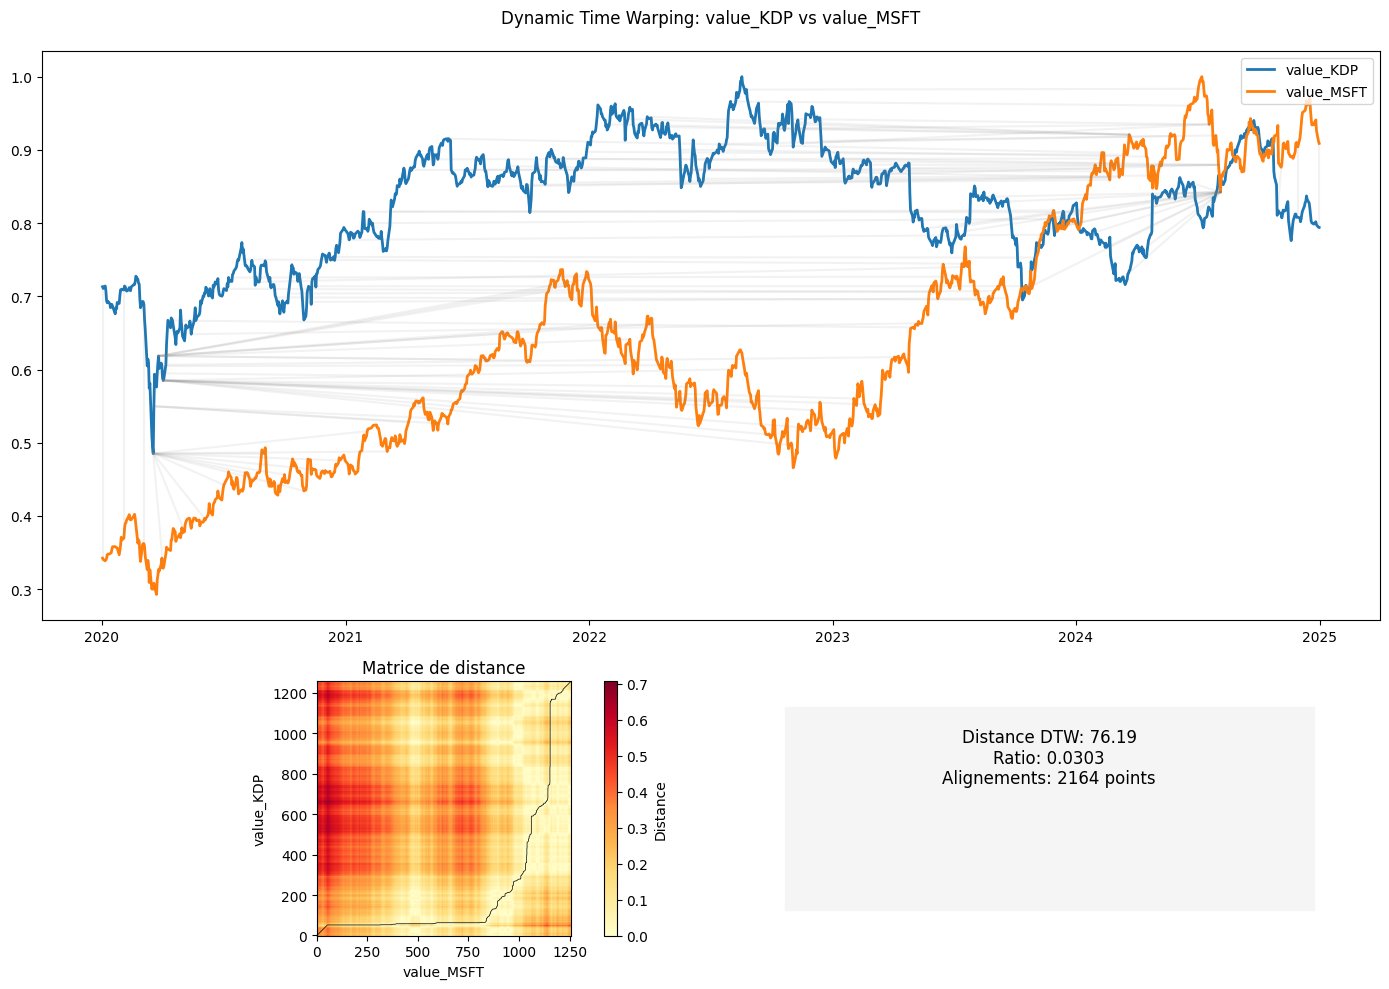 Dynamic Time Warping: value_KDP vs value_MSFT
1.0
0.9
0.8
0.7
0.6
0.5
0.4
0.3
value_KDP
value_MSFT
2020 2021 2022 2023 2024 2025
Matrice de distance
value_KDP
1200
1000
800
600
400
200
0
0 250 500 750 1000 1250
value_MSFT
0.7
0.6
0.5
0.4
0.3
0.2
0.1
0.0
Distance
Distance DTW: 76.19
Ratio: 0.0303
Alignements: 2164 points